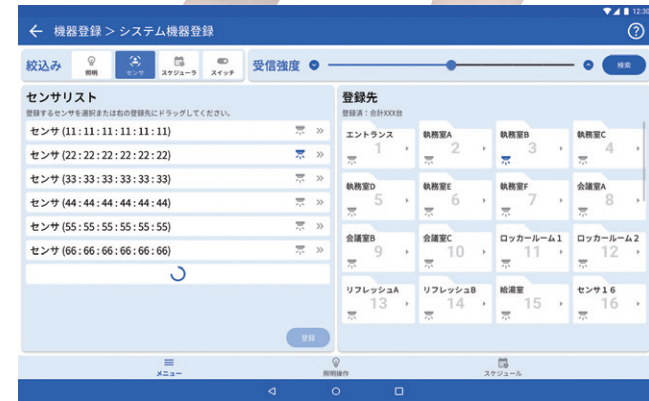 12:30
機器登録 > システム機器登録
絞込み 照明 センサ スケジューラ スイッチ 受信強度 検索
センサリスト
登録するセンサを選択または右の登録先にドラッグしてください。
センサ (11:11:11:11:11:11)
センサ (22:22:22:22:22:22)
センサ (33:33:33:33:33:33)
センサ (44:44:44:44:44:44)
センサ (55:55:55:55:55:55)
センサ (66:66:66:66:66:66)
登録
登録先
登録済:合計XXX台
エントランス 執務室A 執務室B 執務室C
1 2 3 4
執務室D 執務室E 執務室F 会議室A
5 6 7 8
会議室B 会議室C ロッカールーム1 ロッカールーム2
9 10 11 12
リフレッシュA リフレッシュB 給湯室 センサ16
13 14 15 16
メニュー 照明操作 スケジュール